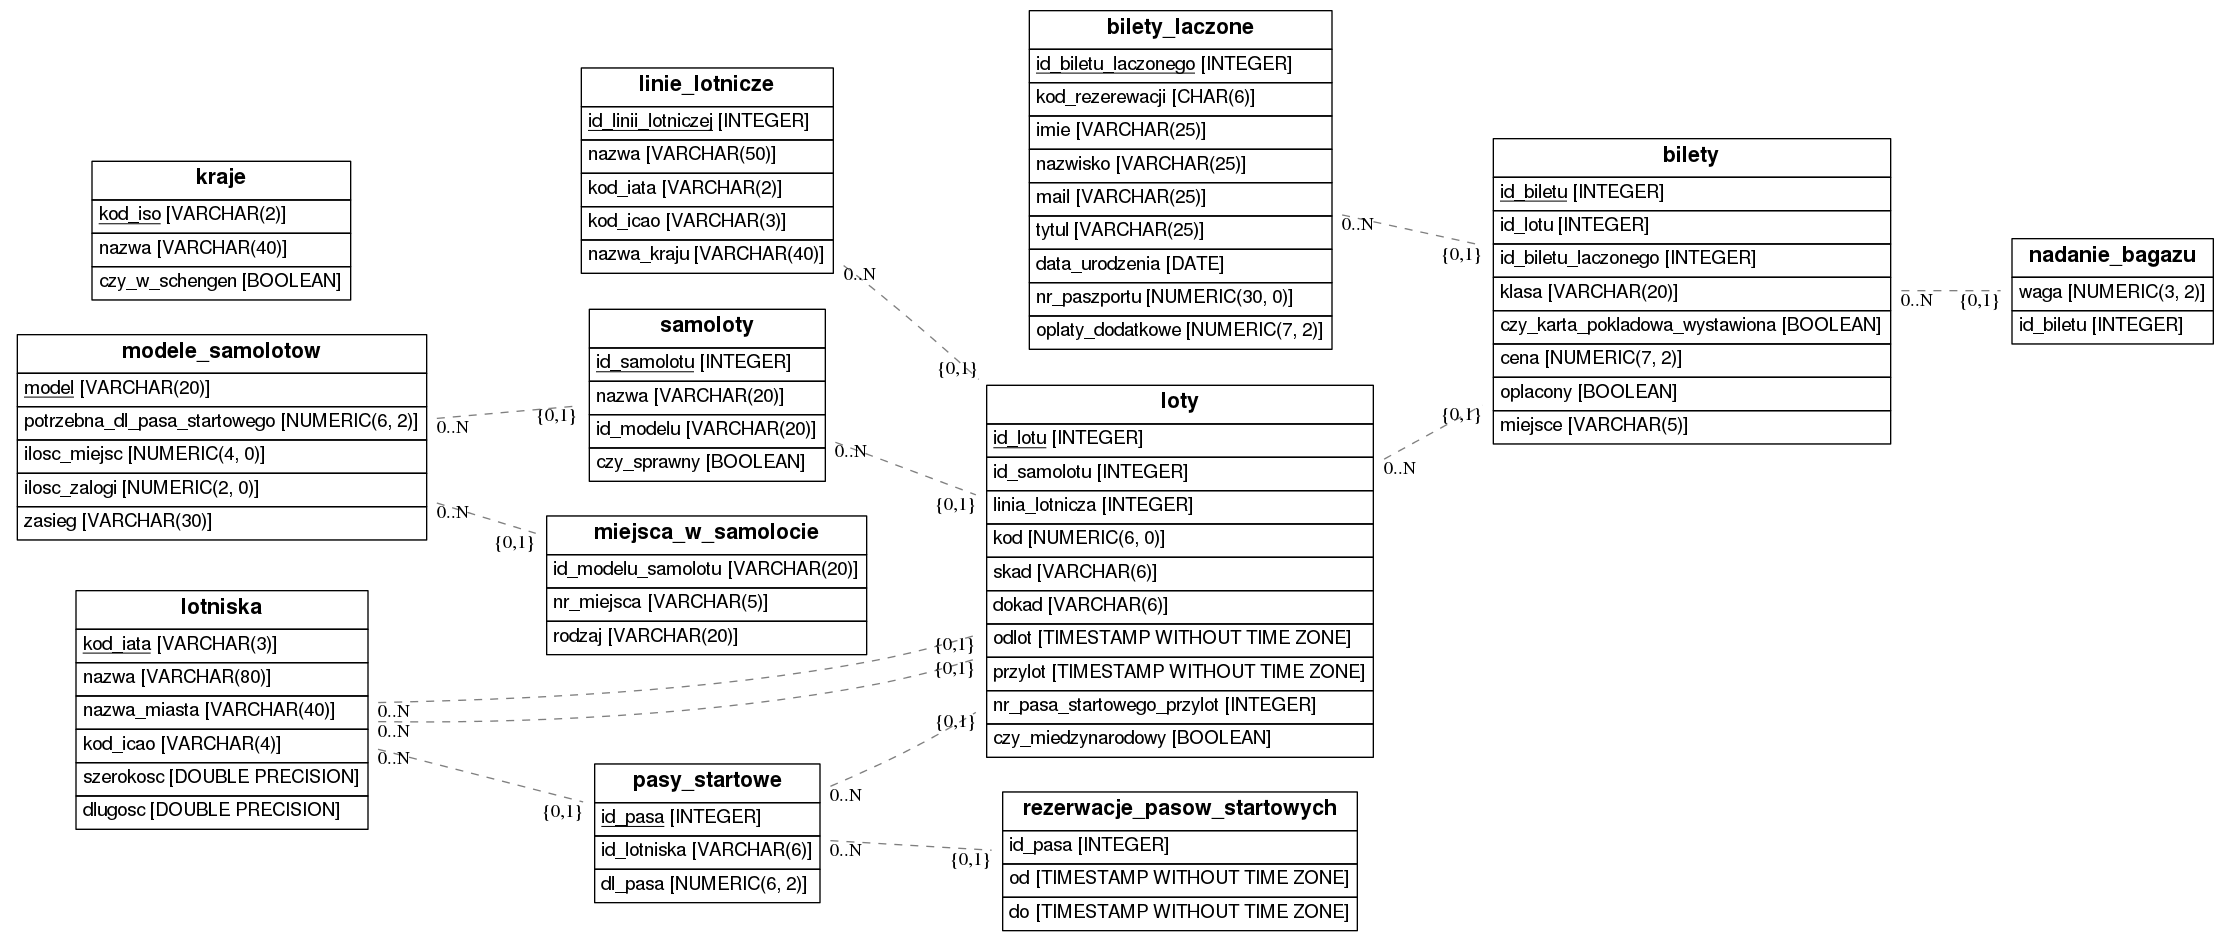 kraje
kod_iso [VARCHAR(2)]
nazwa [VARCHAR(40)]
czy_w_schengen [BOOLEAN]
modele_samolotow
model [VARCHAR(20)]
potrzebna_dl_pasa_startowego [NUMERIC(6, 2)]
ilosc_miejsc [NUMERIC(4, 0)]
ilosc_zalogi [NUMERIC(2, 0)]
zasieg [VARCHAR(30)]
lotniska
kod_iata [VARCHAR(3)]
nazwa [VARCHAR(80)]
nazwa_miasta [VARCHAR(40)]
kod_icao [VARCHAR(4)]
szerokosc [DOUBLE PRECISION]
dlugosc [DOUBLE PRECISION]
0..N
{0,1}
0..N
{0,1}
0..N
{0,1}
0..N
{0,1}
0..N
{0,1}
linie_lotnicze
id_linii_lotniczej [INTEGER]
nazwa [VARCHAR(50)]
kod_iata [VARCHAR(2)]
kod_icao [VARCHAR(3)]
nazwa_kraju [VARCHAR(40)]
samoloty
id_samolotu [INTEGER]
nazwa [VARCHAR(20)]
id_modelu [VARCHAR(20)]
czy_sprawny [BOOLEAN]
miejsca_w_samolocie
id_modelu_samolotu [VARCHAR(20)]
nr_miejsca [VARCHAR(5)]
rodzaj [VARCHAR(20)]
pasy_startowe
id_pasa [INTEGER]
id_lotniska [VARCHAR(6)]
dl_pasa [NUMERIC(6, 2)]
0..N
{0,1}
0..N
{0,1}
0..N
{0,1}
0..N
{0,1}
bilety_laczone
id_biletu_laczonego [INTEGER]
kod_rezerewacji [CHAR(6)]
imie [VARCHAR(25)]
nazwisko [VARCHAR(25)]
mail [VARCHAR(25)]
tytul [VARCHAR(25)]
data_urodzenia [DATE]
nr_paszportu [NUMERIC(30, 0)]
oplaty_dodatkowe [NUMERIC(7, 2)]
loty
id_lotu [INTEGER]
id_samolotu [INTEGER]
linia_lotnicza [INTEGER]
kod [NUMERIC(6, 0)]
skad [VARCHAR(6)]
dokad [VARCHAR(6)]
odlot [TIMESTAMP WITHOUT TIME ZONE]
przylot [TIMESTAMP WITHOUT TIME ZONE]
nr_pasa_startowego_przylot [INTEGER]
czy_miedzynarodowy [BOOLEAN]
rezerwacje_pasow_startowych
id_pasa [INTEGER]
od [TIMESTAMP WITHOUT TIME ZONE]
do [TIMESTAMP WITHOUT TIME ZONE]
0..N
{0,1}
0..N
{0,1}
bilety
id_biletu [INTEGER]
id_lotu [INTEGER]
id_biletu_laczonego [INTEGER]
klasa [VARCHAR(20)]
czy_karta_pokladowa_wystawiona [BOOLEAN]
cena [NUMERIC(7, 2)]
oplacony [BOOLEAN]
miejsce [VARCHAR(5)]
0..N
{0,1}
nadanie_bagazu
waga [NUMERIC(3, 2)]
id_biletu [INTEGER]